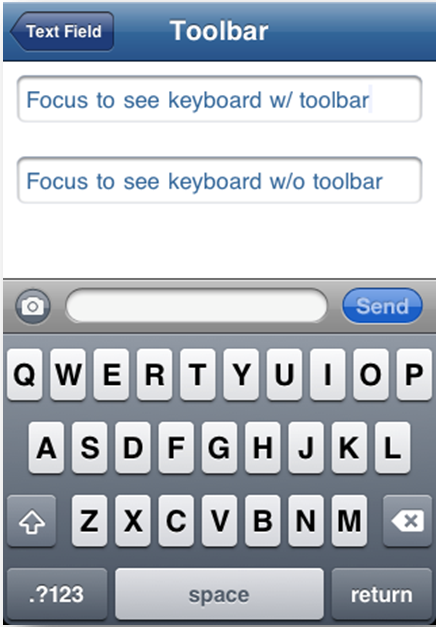 Text Field Toolbar
Focus to see keyboard w/ toolbar
Focus to see keyboard w/o toolbar
Send
Q W E R T Y U I O P
A S D F G H J K L
Z X C V B N M
.?123 space return